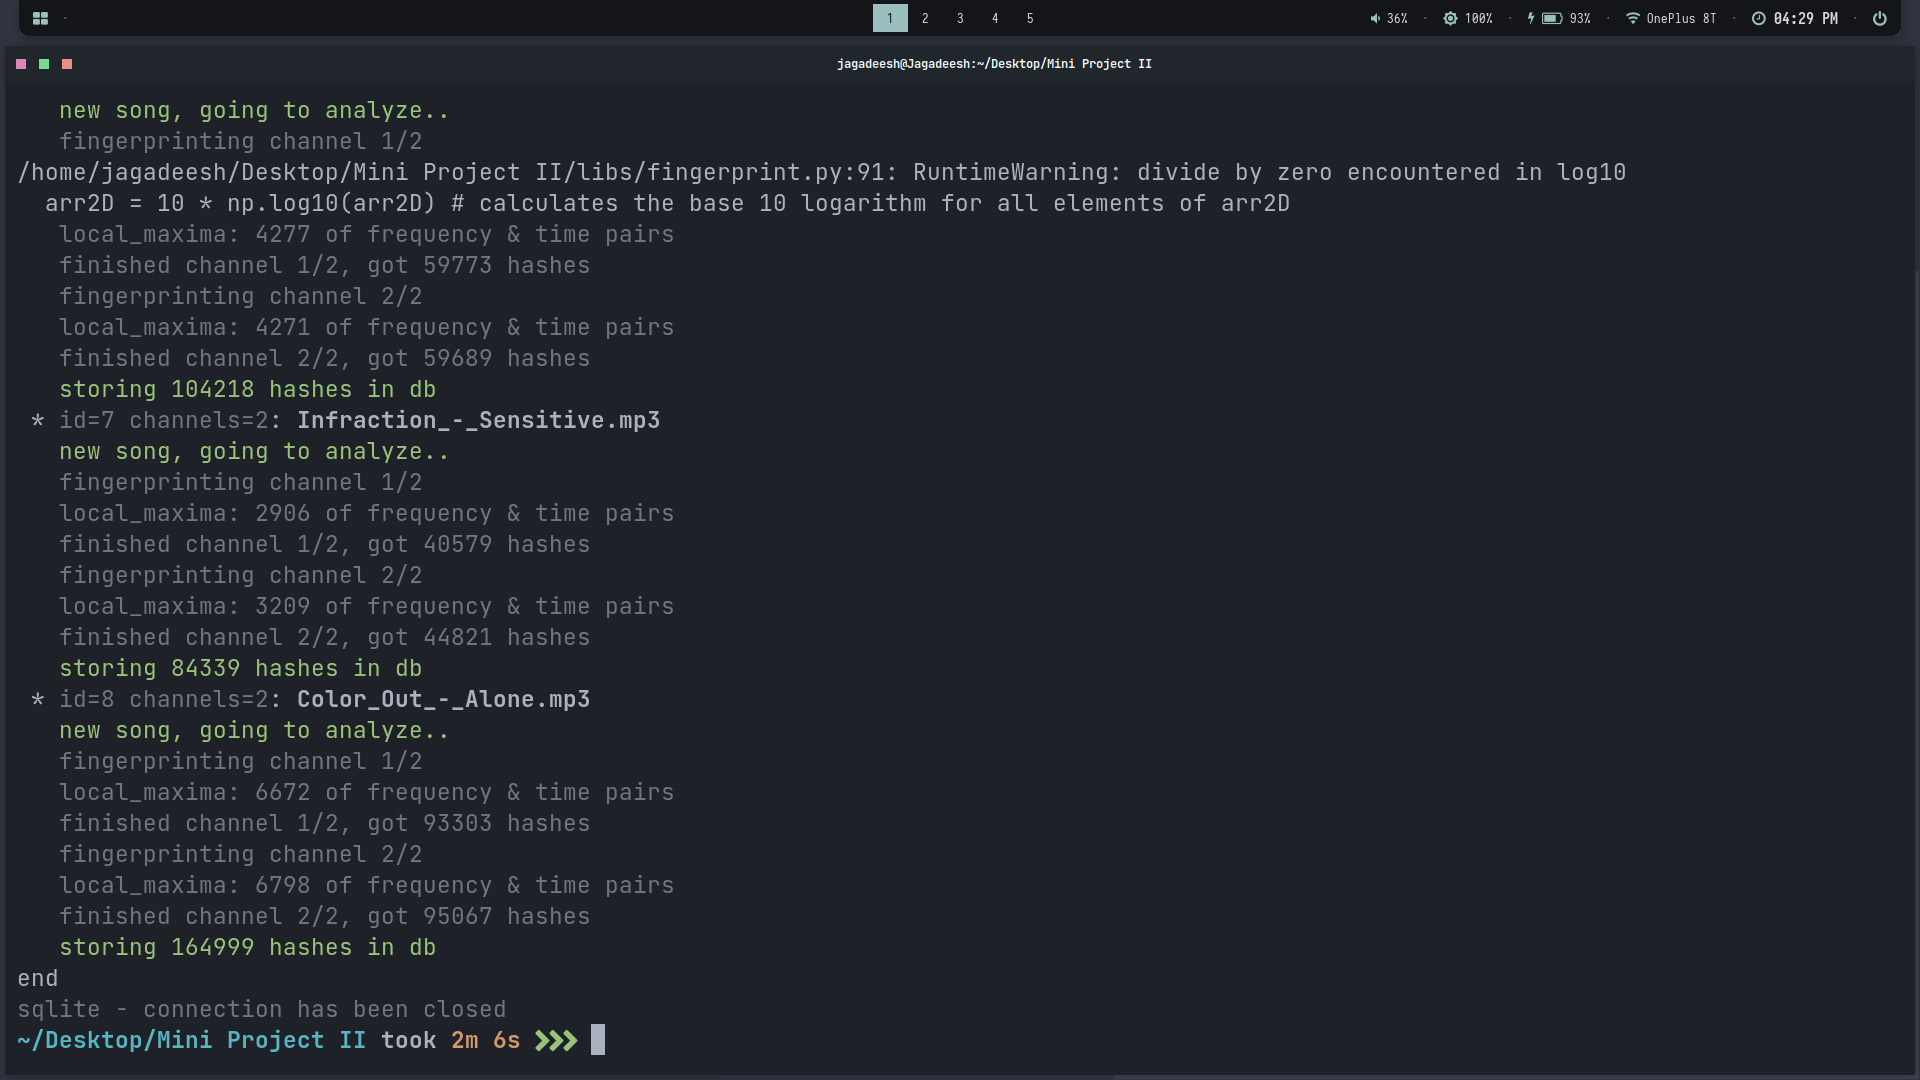 1 2 3 4 5 36% 100% 93% OnePlus 8T 04:29 PM
jagadeesh@Jagadeesh:~/Desktop/Mini Project II
new song, going to analyze..
fingerprinting channel 1/2
/home/jagadeesh/Desktop/Mini Project II/libs/fingerprint.py:91: RuntimeWarning: divide by zero encountered in log10
arr2D = 10 * np.log10(arr2D) # calculates the base 10 logarithm for all elements of arr2D
local_maxima: 4277 of frequency & time pairs
finished channel 1/2, got 59773 hashes
fingerprinting channel 2/2
local_maxima: 4271 of frequency & time pairs
finished channel 2/2, got 59689 hashes
storing 104218 hashes in db
* id=7 channels=2: Infraction_-_Sensitive.mp3
new song, going to analyze..
fingerprinting channel 1/2
local_maxima: 2906 of frequency & time pairs
finished channel 1/2, got 40579 hashes
fingerprinting channel 2/2
local_maxima: 3209 of frequency & time pairs
finished channel 2/2, got 44821 hashes
storing 84339 hashes in db
* id=8 channels=2: Color_Out_-_Alone.mp3
new song, going to analyze..
fingerprinting channel 1/2
local_maxima: 6672 of frequency & time pairs
finished channel 1/2, got 93303 hashes
fingerprinting channel 2/2
local_maxima: 6798 of frequency & time pairs
finished channel 2/2, got 95067 hashes
storing 164999 hashes in db
end
sqlite - connection has been closed
~/Desktop/Mini Project II took 2m 6s ❯❯❯